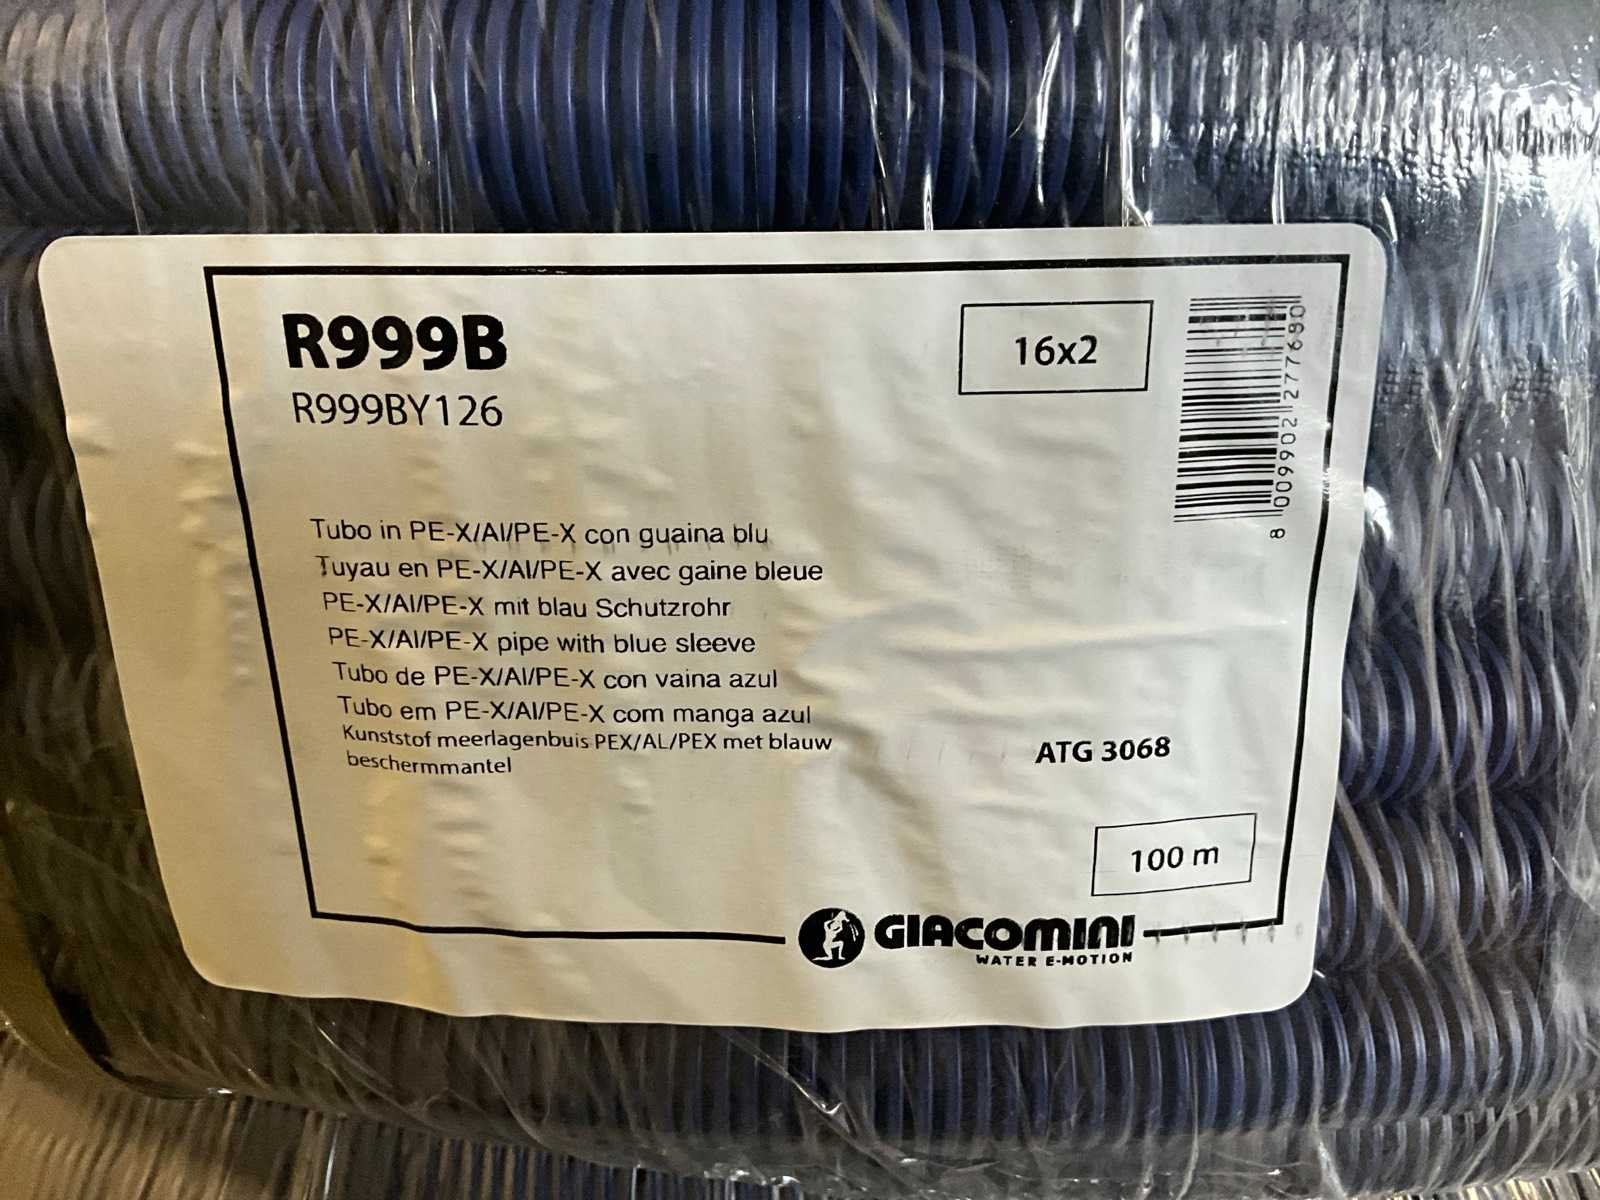 R999B
R999BY126
16x2
8 009902 277680
Tubo in PE-X/Al/PE-X con guaina blu
Tuyau en PE-X/Al/PE-X avec gaine bleue
PE-X/Al/PE-X mit blau Schutzrohr
PE-X/Al/PE-X pipe with blue sleeve
Tubo de PE-X/Al/PE-X con vaina azul
Tubo em PE-X/Al/PE-X com manga azul
Kunststof meerlagenbuis PEX/AL/PEX met blauw
beschermmantel
ATG 3068
100 m
GIACOMINI
WATER E-MOTION